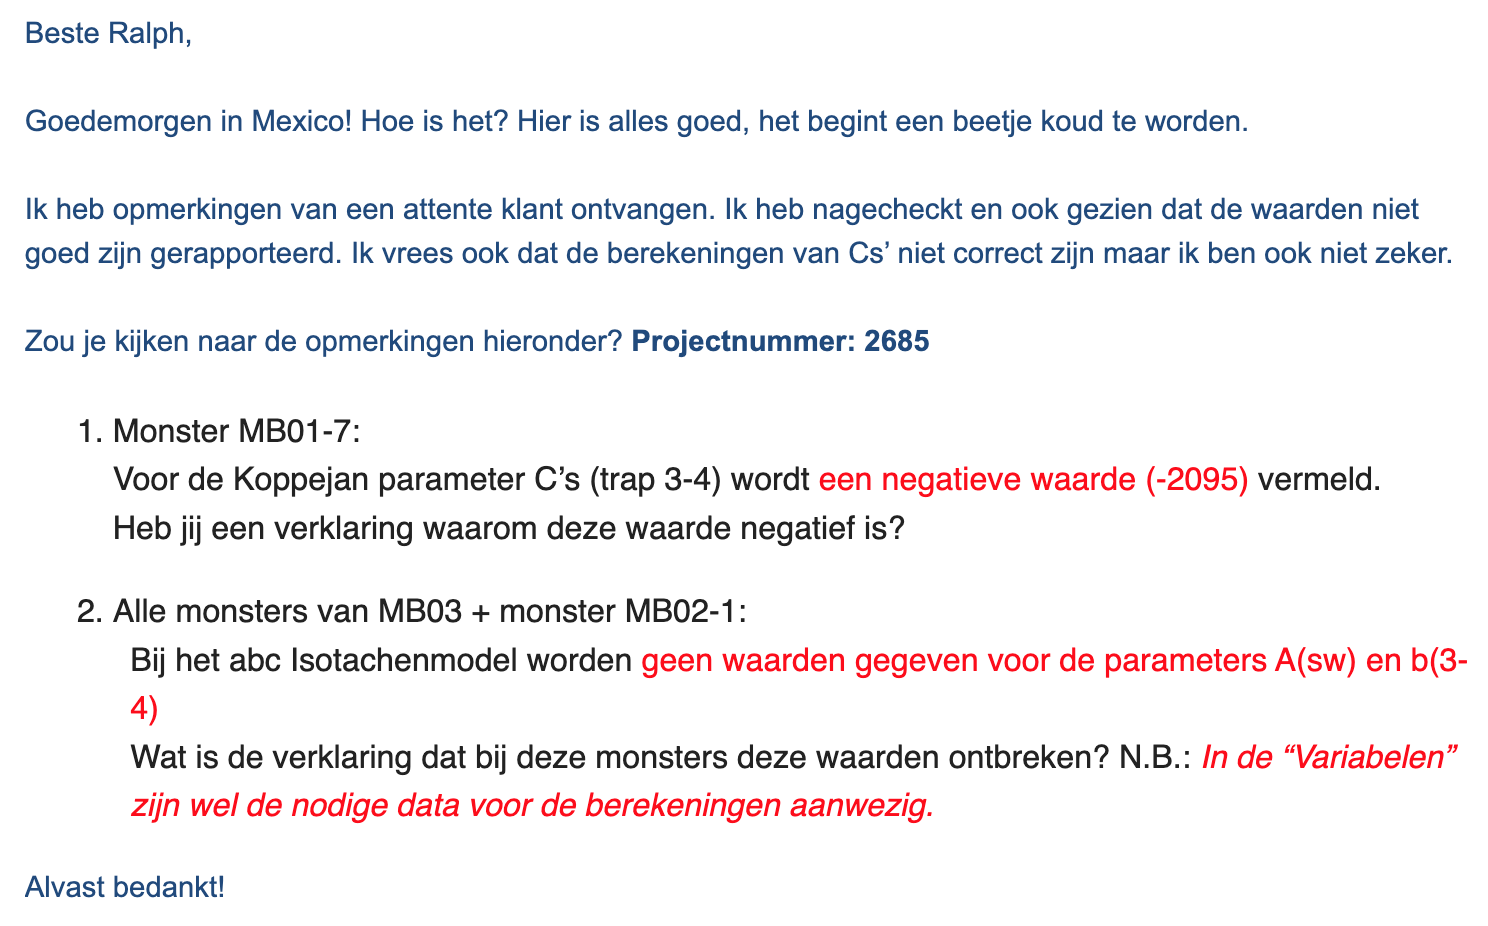 Beste Ralph,
Goedemorgen in Mexico! Hoe is het? Hier is alles goed, het begint een beetje koud te worden.
Ik heb opmerkingen van een attente klant ontvangen. Ik heb nagecheckt en ook gezien dat de waarden niet
goed zijn gerapporteerd. Ik vrees ook dat de berekeningen van Cs’ niet correct zijn maar ik ben ook niet zeker.
Zou je kijken naar de opmerkingen hieronder? Projectnummer: 2685
1. Monster MB01-7:
Voor de Koppejan parameter C’s (trap 3-4) wordt een negatieve waarde (-2095) vermeld.
Heb jij een verklaring waarom deze waarde negatief is?
2. Alle monsters van MB03 + monster MB02-1:
Bij het abc Isotachenmodel worden geen waarden gegeven voor de parameters A(sw) en b(3-
4)
Wat is de verklaring dat bij deze monsters deze waarden ontbreken? N.B.: In de “Variabelen”
zijn wel de nodige data voor de berekeningen aanwezig.
Alvast bedankt!